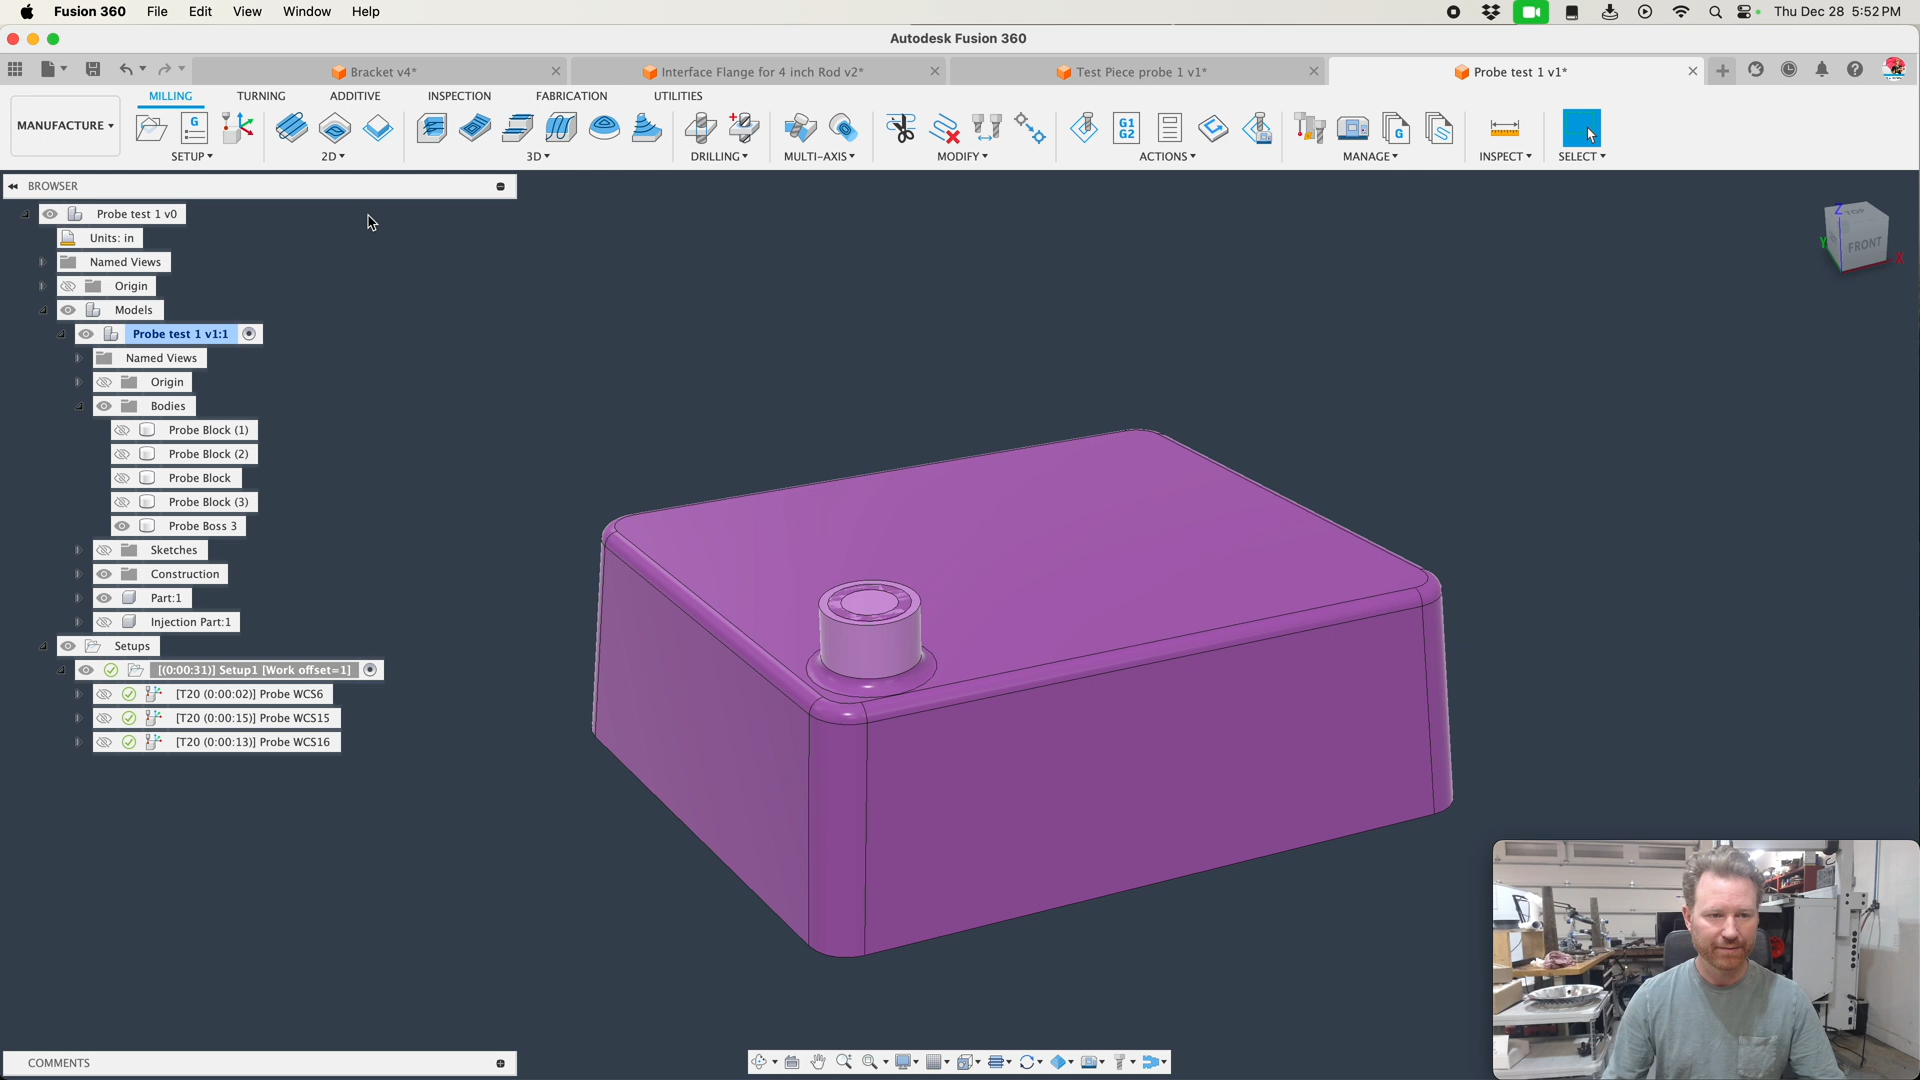 Fusion 360 File Edit View Window Help Thu Dec 28 5:52 PM
Autodesk Fusion 360
Bracket v4* Interface Flange for 4 inch Rod v2* Test Piece probe 1 v1* Probe test 1 v1*
MILLING TURNING ADDITIVE INSPECTION FABRICATION UTILITIES
MANUFACTURE
G G1 G2 G
SETUP 2D 3D DRILLING MULTI-AXIS MODIFY ACTIONS MANAGE INSPECT SELECT
BROWSER
Probe test 1 v0
Units: in
Named Views
Origin
Models
Probe test 1 v1:1
Named Views
Origin
Bodies
Probe Block (1)
Probe Block (2)
Probe Block
Probe Block (3)
Probe Boss 3
Sketches
Construction
Part:1
Injection Part:1
Setups
[(0:00:31)] Setup1 [Work offset=1]
[T20 (0:00:02)] Probe WCS6
[T20 (0:00:15)] Probe WCS15
[T20 (0:00:13)] Probe WCS16
Z TOP
Y FRONT X
COMMENTS